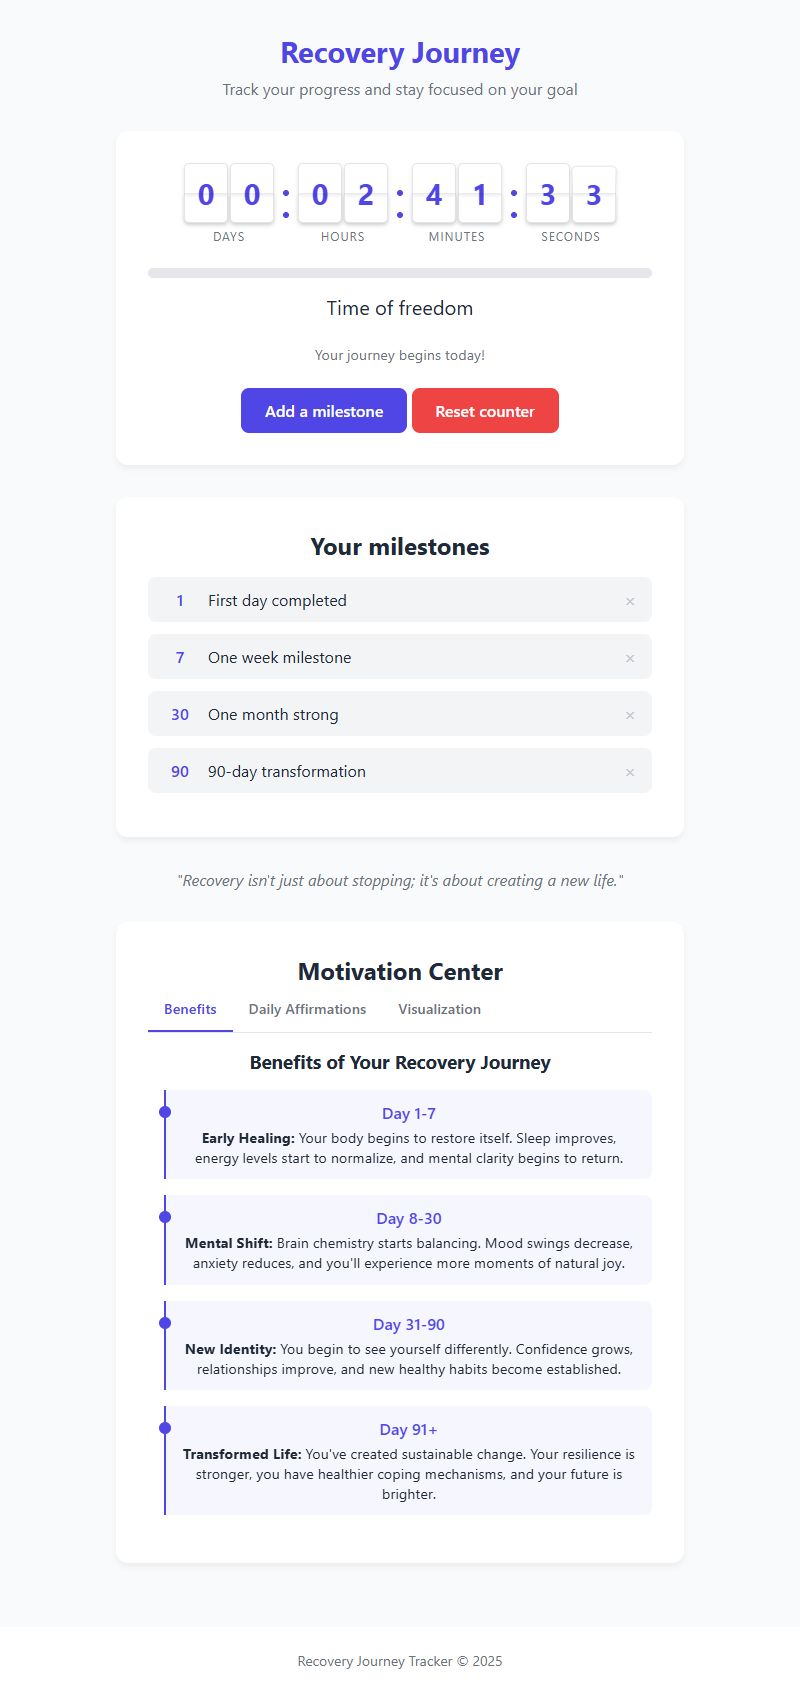 Recovery Journey
Track your progress and stay focused on your goal
00:02:41:33
DAYS HOURS MINUTES SECONDS
Time of freedom
Your journey begins today!
Add a milestone Reset counter
Your milestones
1 First day completed ×
7 One week milestone ×
30 One month strong ×
90 90-day transformation ×
"Recovery isn't just about stopping; it's about creating a new life."
Motivation Center
Benefits Daily Affirmations Visualization
Benefits of Your Recovery Journey
Day 1-7
Early Healing: Your body begins to restore itself. Sleep improves,
energy levels start to normalize, and mental clarity begins to return.
Day 8-30
Mental Shift: Brain chemistry starts balancing. Mood swings decrease,
anxiety reduces, and you'll experience more moments of natural joy.
Day 31-90
New Identity: You begin to see yourself differently. Confidence grows,
relationships improve, and new healthy habits become established.
Day 91+
Transformed Life: You've created sustainable change. Your resilience is
stronger, you have healthier coping mechanisms, and your future is
brighter.
Recovery Journey Tracker © 2025